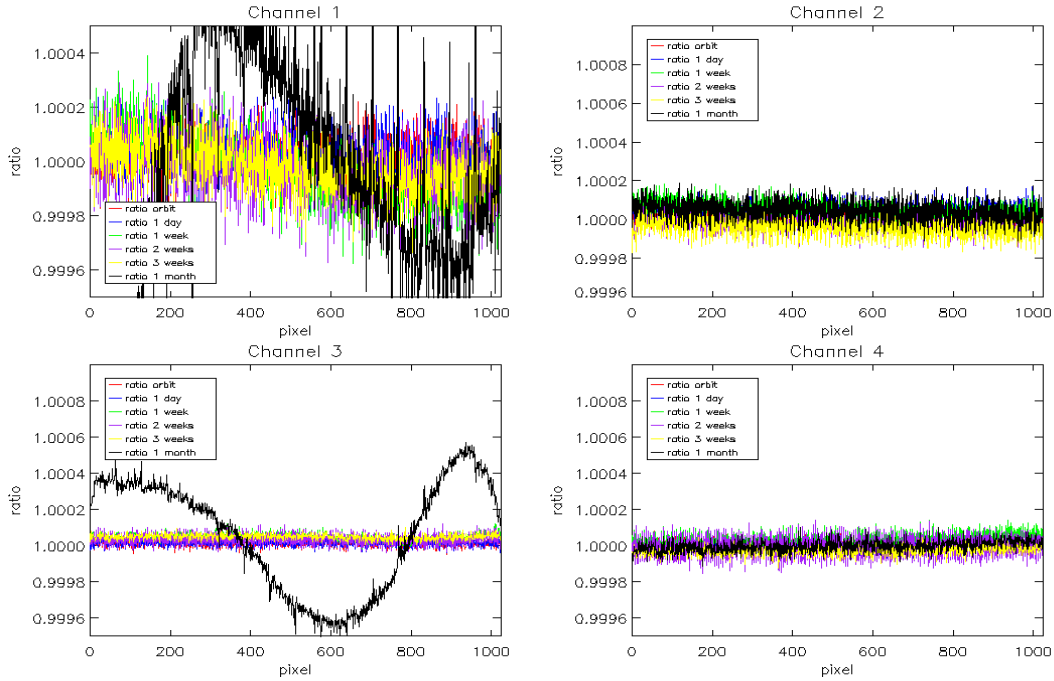 Channel 1
ratio
1.0004
1.0002
1.0000
0.9998
0.9996
ratio orbit
ratio 1 day
ratio 1 week
ratio 2 weeks
ratio 3 weeks
ratio 1 month
0 200 400 600 800 1000
pixel
Channel 2
ratio
1.0008
1.0006
1.0004
1.0002
1.0000
0.9998
0.9996
ratio orbit
ratio 1 day
ratio 1 week
ratio 2 weeks
ratio 3 weeks
ratio 1 month
0 200 400 600 800 1000
pixel
Channel 3
ratio
1.0008
1.0006
1.0004
1.0002
1.0000
0.9998
0.9996
ratio orbit
ratio 1 day
ratio 1 week
ratio 2 weeks
ratio 3 weeks
ratio 1 month
0 200 400 600 800 1000
pixel
Channel 4
ratio
1.0008
1.0006
1.0004
1.0002
1.0000
0.9998
0.9996
ratio orbit
ratio 1 day
ratio 1 week
ratio 2 weeks
ratio 3 weeks
ratio 1 month
0 200 400 600 800 1000
pixel